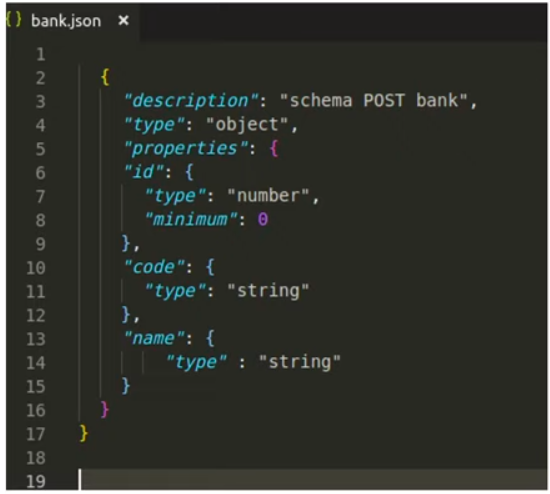 {} bank.json ×
1
2 {
3 "description": "schema POST bank",
4 "type": "object",
5 "properties": {
6 "id": {
7 "type": "number",
8 "minimum": 0
9 },
10 "code": {
11 "type": "string"
12 },
13 "name": {
14 "type" : "string"
15 }
16 }
17 }
18
19